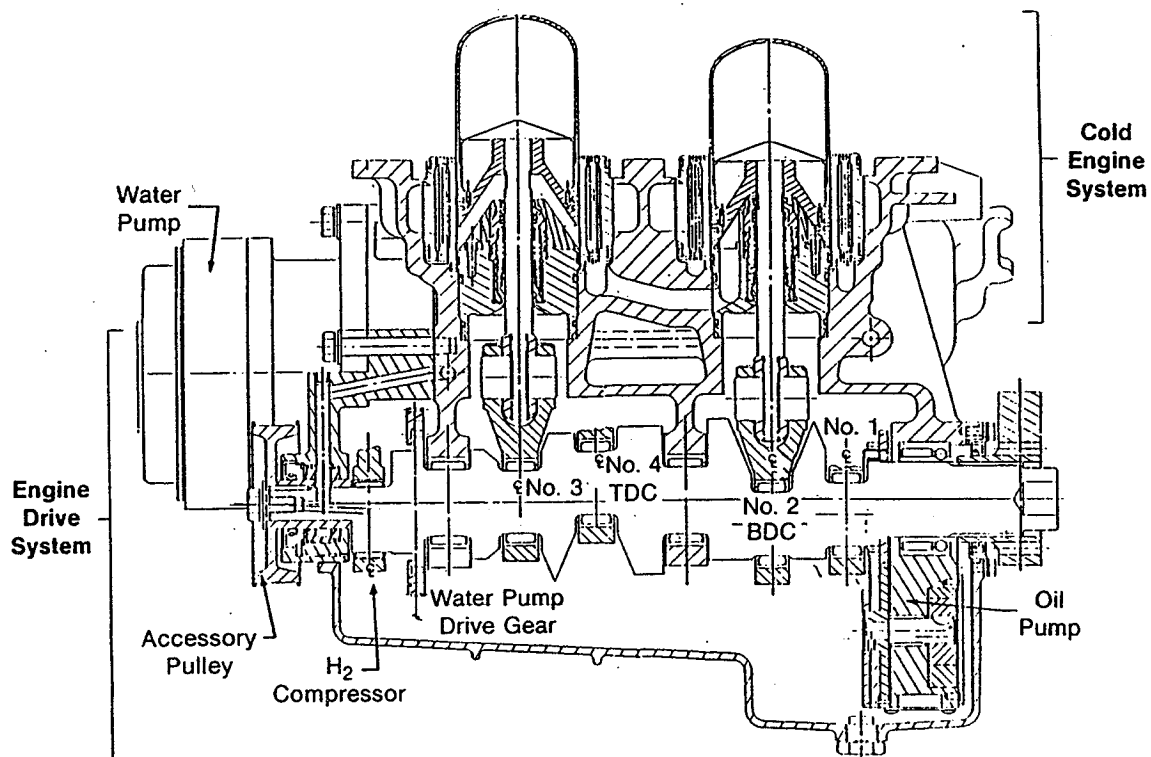 Cold
Engine
System
Water
Pump
No. 1
No. 4
TDC
No. 3
No. 2
BDC
Engine
Drive
System
Water Pump
Drive Gear
Oil
Pump
Accessory
Pulley
H₂
Compressor